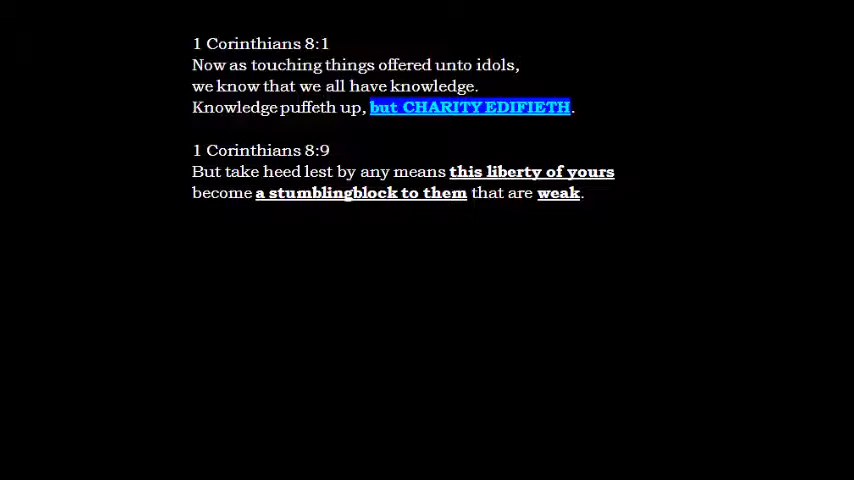 1 Corinthians 8:1
Now as touching things offered unto idols,
we know that we all have knowledge.
Knowledge puffeth up, but CHARITY EDIFIETH.
1 Corinthians 8:9
But take heed lest by any means this liberty of yours
become a stumblingblock to them that are weak.